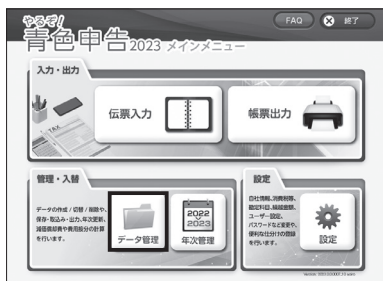 やるぞ!
青色申告2023 メインメニュー
FAQ
終了
入力・出力
TAX
伝票入力
帳票出力
管理・入替
データの作成/切替/削除や、
保存・取込み・出力、年次更新、
減価償却費や費用按分の計算
を行います。
データ管理
2022
2023
年次管理
設定
自社情報、消費税等、
勘定科目、繰越金額、
ユーザー設定、
パスワードなど変更や、
便利な仕分けの登録
を行います。
設定